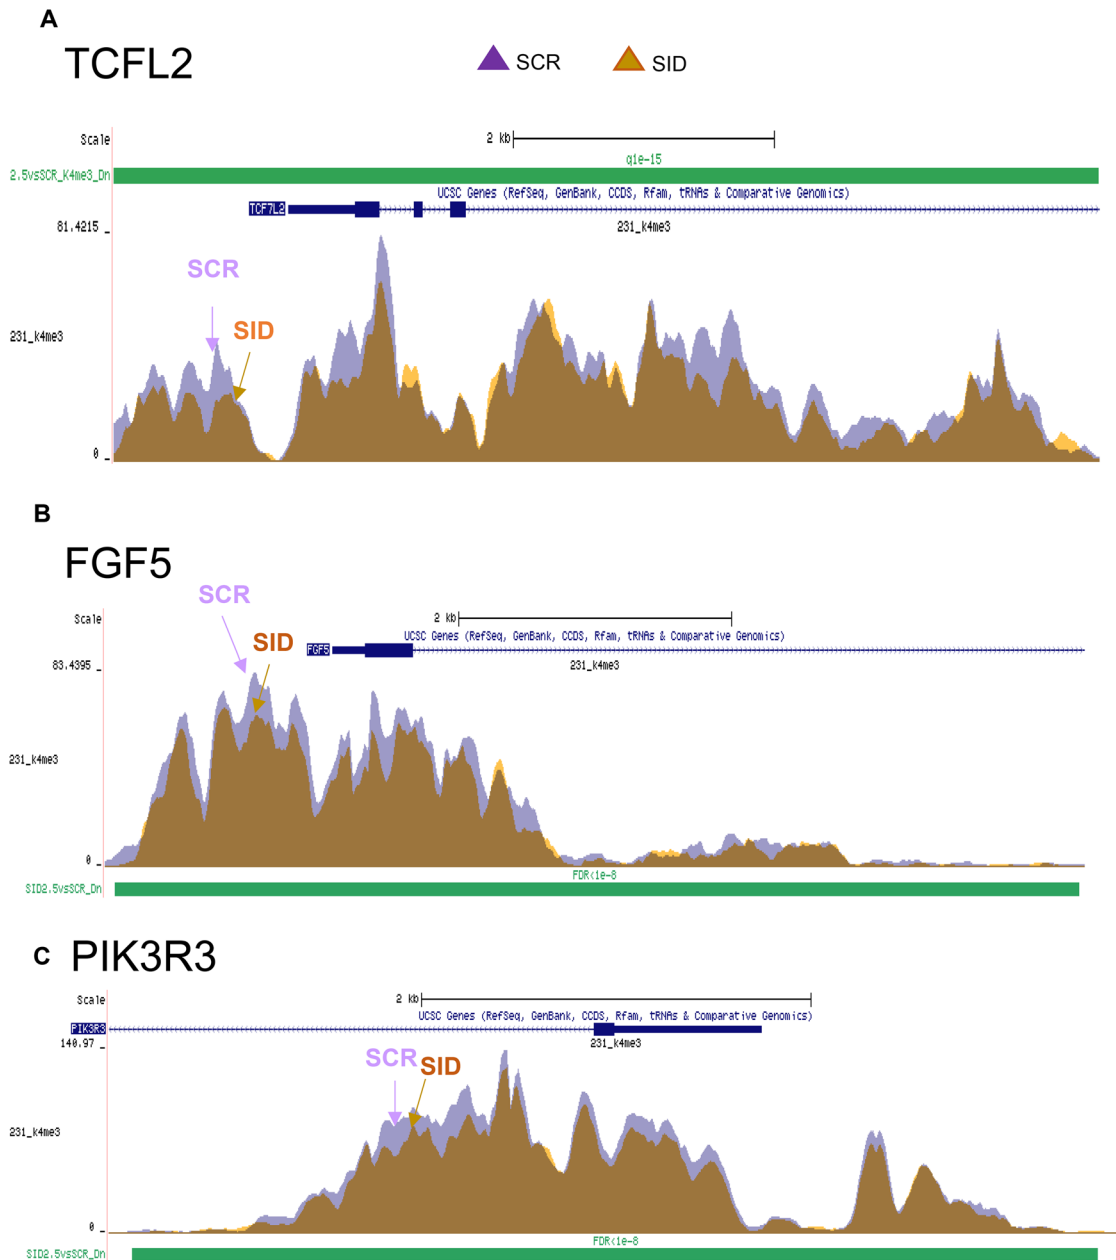 A
TCFL2
SCR
SID
Scale
2 kb
q1e-15
2.5vsSCR_K4me3_Dn
UCSC Genes (RefSeq, GenBank, CCDS, Rfam, tRNAs & Comparative Genomics)
TCF7L2
81.4215 _
231_k4me3
SCR
SID
231_k4me3
0 _
B
FGF5
SCR
Scale
2 kb
UCSC Genes (RefSeq, GenBank, CCDS, Rfam, tRNAs & Comparative Genomics)
SID
FGF5
83.4395 _
231_k4me3
231_k4me3
0 _
FDR<1e-8
SID2.5vsSCR_Dn
C
PIK3R3
Scale
2 kb
UCSC Genes (RefSeq, GenBank, CCDS, Rfam, tRNAs & Comparative Genomics)
PIK3R3
140.97 _
231_k4me3
SCR
SID
231_k4me3
0 _
FDR<1e-8
SID2.5vsSCR_Dn